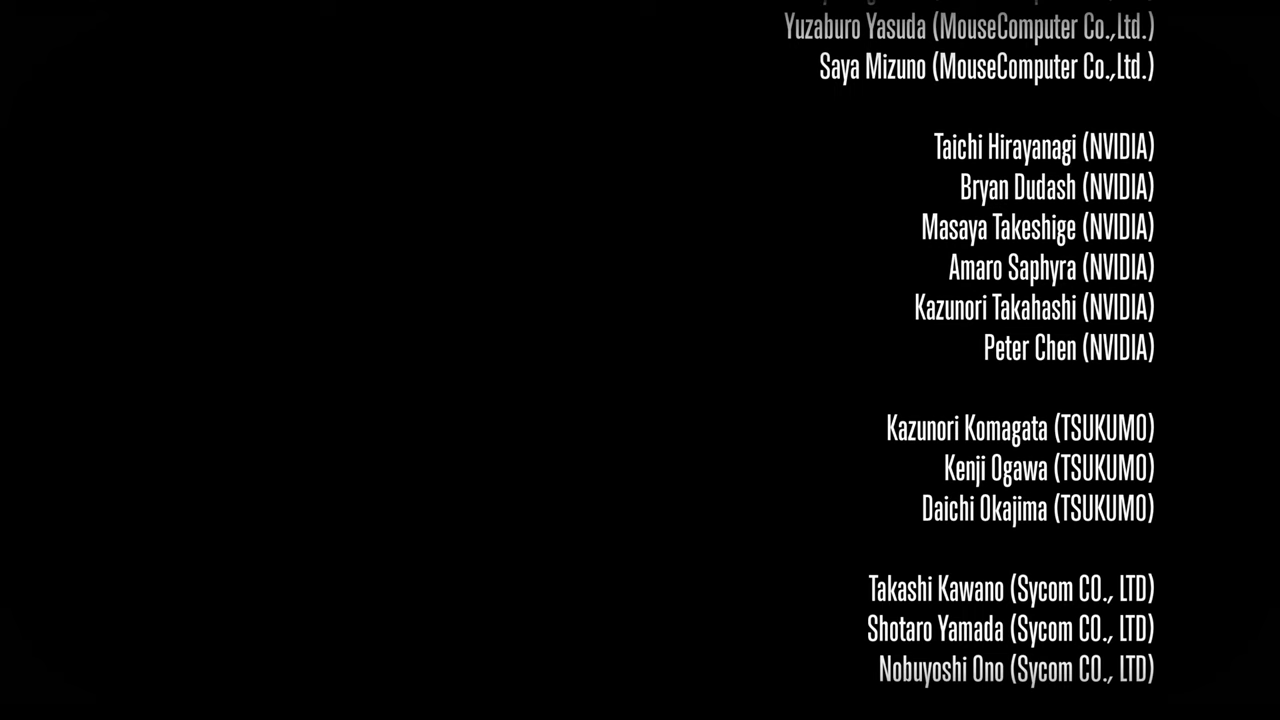 Yuzaburo Yasuda (MouseComputer Co.,Ltd.)
Saya Mizuno (MouseComputer Co.,Ltd.)
Taichi Hirayanagi (NVIDIA)
Bryan Dudash (NVIDIA)
Masaya Takeshige (NVIDIA)
Amaro Saphyra (NVIDIA)
Kazunori Takahashi (NVIDIA)
Peter Chen (NVIDIA)
Kazunori Komagata (TSUKUMO)
Kenji Ogawa (TSUKUMO)
Daichi Okajima (TSUKUMO)
Takashi Kawano (Sycom CO., LTD)
Shotaro Yamada (Sycom CO., LTD)
Nobuyoshi Ono (Sycom CO., LTD)